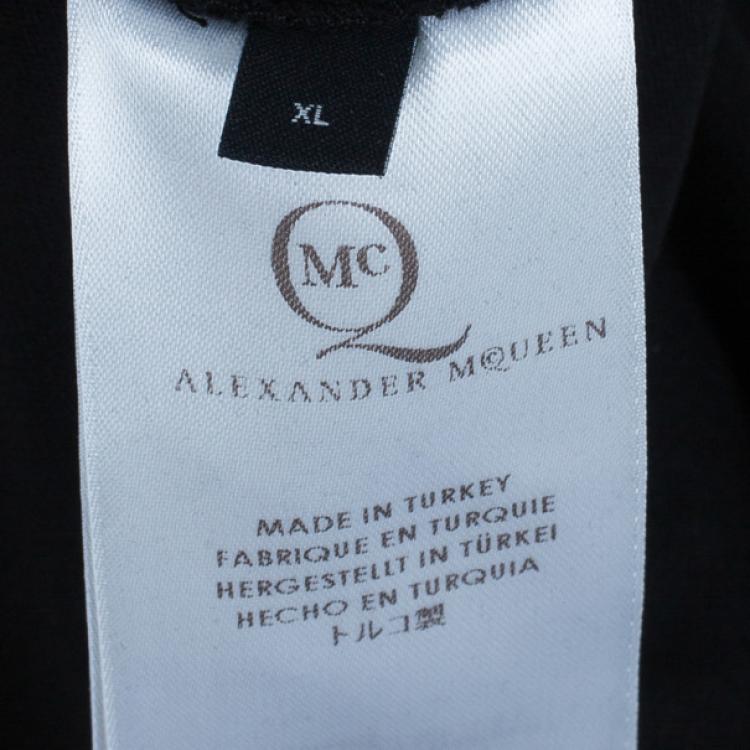 XL
McQ
ALEXANDER McQUEEN
MADE IN TURKEY
FABRIQUE EN TURQUIE
HERGESTELLT IN TÜRKEI
HECHO EN TURQUIA
トルコ製